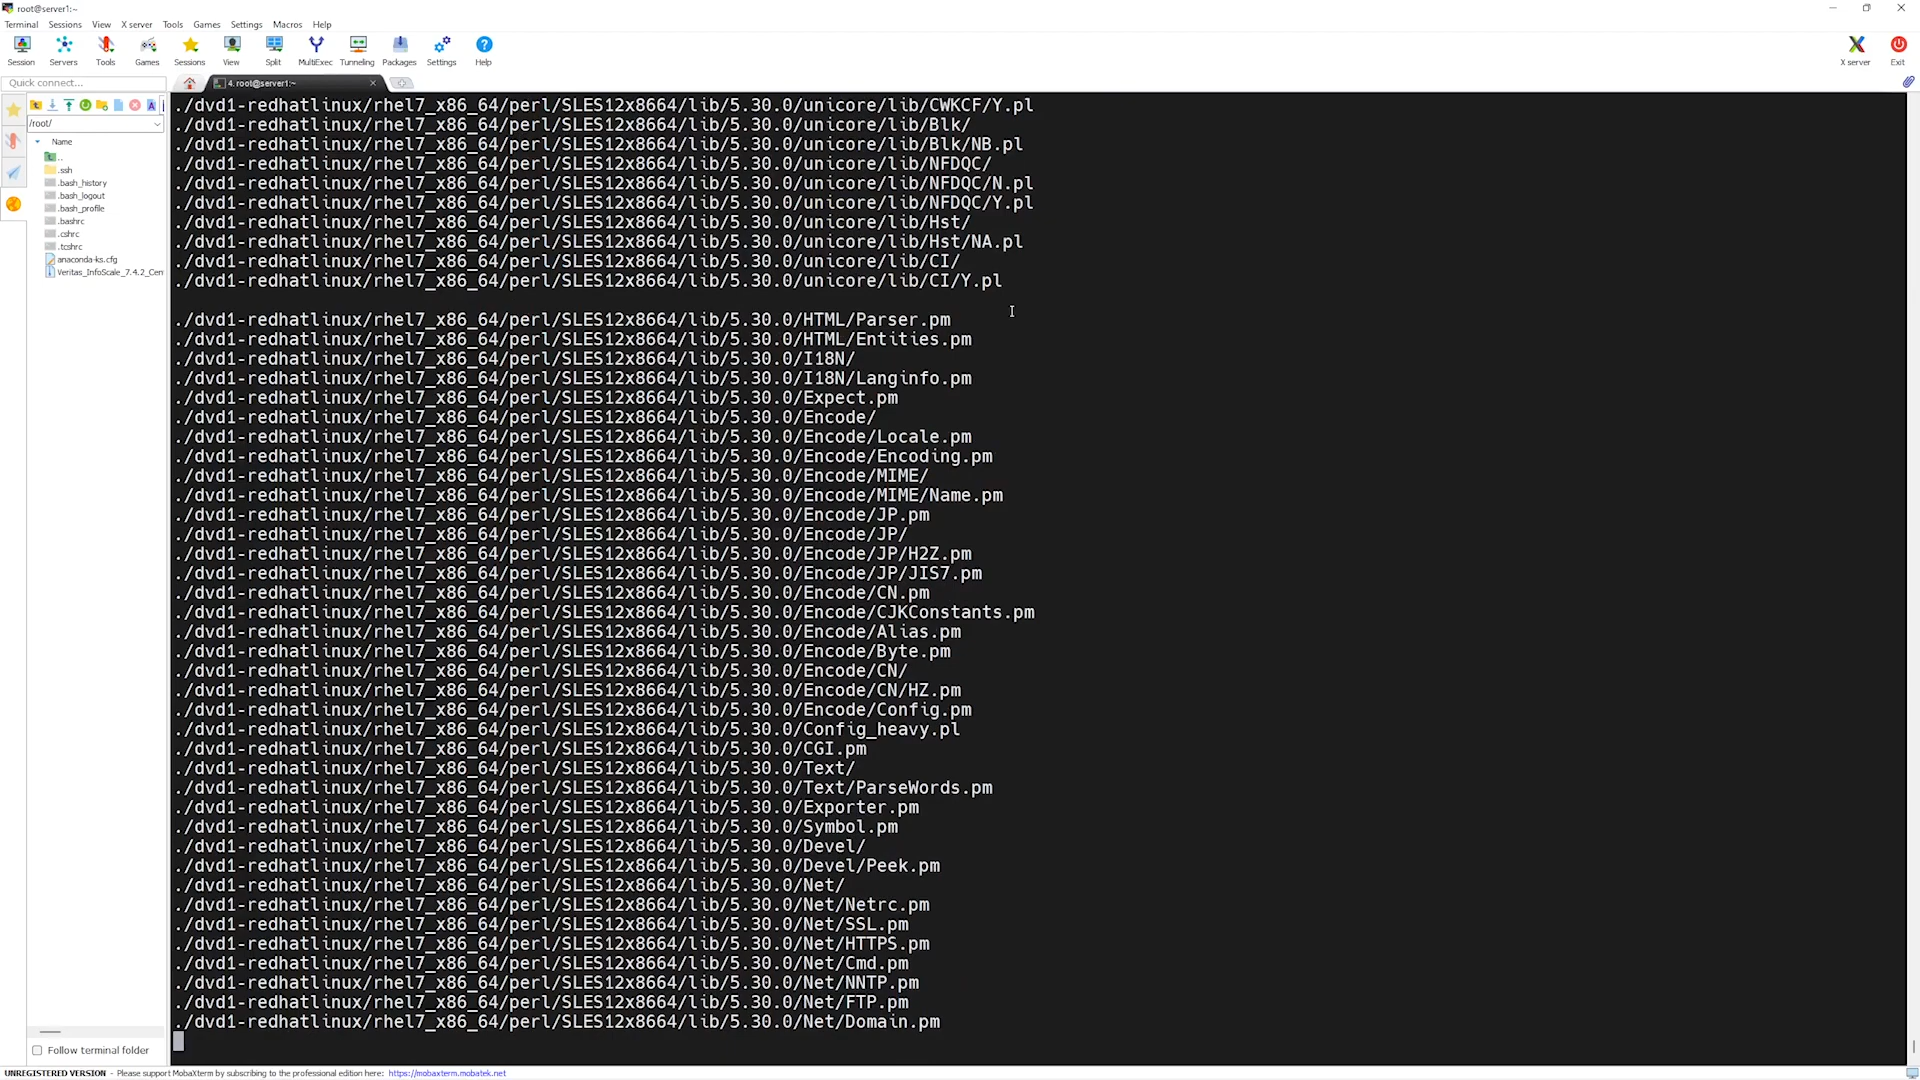 root@server1:~
Terminal Sessions View X server Tools Games Settings Macros Help
Session Servers Tools Games Sessions View Split MultiExec Tunneling Packages Settings Help X server Exit
Quick connect...
4. root@server1:~
/root/
Name
..
.ssh
.bash_history
.bash_logout
.bash_profile
.bashrc
.cshrc
.tcshrc
anaconda-ks.cfg
Veritas_InfoScale_7.4.2_Cen
./dvd1-redhatlinux/rhel7_x86_64/perl/SLES12x8664/lib/5.30.0/unicore/lib/CWKCF/Y.pl
./dvd1-redhatlinux/rhel7_x86_64/perl/SLES12x8664/lib/5.30.0/unicore/lib/Blk/
./dvd1-redhatlinux/rhel7_x86_64/perl/SLES12x8664/lib/5.30.0/unicore/lib/Blk/NB.pl
./dvd1-redhatlinux/rhel7_x86_64/perl/SLES12x8664/lib/5.30.0/unicore/lib/NFDQC/
./dvd1-redhatlinux/rhel7_x86_64/perl/SLES12x8664/lib/5.30.0/unicore/lib/NFDQC/N.pl
./dvd1-redhatlinux/rhel7_x86_64/perl/SLES12x8664/lib/5.30.0/unicore/lib/NFDQC/Y.pl
./dvd1-redhatlinux/rhel7_x86_64/perl/SLES12x8664/lib/5.30.0/unicore/lib/Hst/
./dvd1-redhatlinux/rhel7_x86_64/perl/SLES12x8664/lib/5.30.0/unicore/lib/Hst/NA.pl
./dvd1-redhatlinux/rhel7_x86_64/perl/SLES12x8664/lib/5.30.0/unicore/lib/CI/
./dvd1-redhatlinux/rhel7_x86_64/perl/SLES12x8664/lib/5.30.0/unicore/lib/CI/Y.pl
./dvd1-redhatlinux/rhel7_x86_64/perl/SLES12x8664/lib/5.30.0/HTML/Parser.pm
./dvd1-redhatlinux/rhel7_x86_64/perl/SLES12x8664/lib/5.30.0/HTML/Entities.pm
./dvd1-redhatlinux/rhel7_x86_64/perl/SLES12x8664/lib/5.30.0/I18N/
./dvd1-redhatlinux/rhel7_x86_64/perl/SLES12x8664/lib/5.30.0/I18N/Langinfo.pm
./dvd1-redhatlinux/rhel7_x86_64/perl/SLES12x8664/lib/5.30.0/Expect.pm
./dvd1-redhatlinux/rhel7_x86_64/perl/SLES12x8664/lib/5.30.0/Encode/
./dvd1-redhatlinux/rhel7_x86_64/perl/SLES12x8664/lib/5.30.0/Encode/Locale.pm
./dvd1-redhatlinux/rhel7_x86_64/perl/SLES12x8664/lib/5.30.0/Encode/Encoding.pm
./dvd1-redhatlinux/rhel7_x86_64/perl/SLES12x8664/lib/5.30.0/Encode/MIME/
./dvd1-redhatlinux/rhel7_x86_64/perl/SLES12x8664/lib/5.30.0/Encode/MIME/Name.pm
./dvd1-redhatlinux/rhel7_x86_64/perl/SLES12x8664/lib/5.30.0/Encode/JP.pm
./dvd1-redhatlinux/rhel7_x86_64/perl/SLES12x8664/lib/5.30.0/Encode/JP/
./dvd1-redhatlinux/rhel7_x86_64/perl/SLES12x8664/lib/5.30.0/Encode/JP/H2Z.pm
./dvd1-redhatlinux/rhel7_x86_64/perl/SLES12x8664/lib/5.30.0/Encode/JP/JIS7.pm
./dvd1-redhatlinux/rhel7_x86_64/perl/SLES12x8664/lib/5.30.0/Encode/CN.pm
./dvd1-redhatlinux/rhel7_x86_64/perl/SLES12x8664/lib/5.30.0/Encode/CJKConstants.pm
./dvd1-redhatlinux/rhel7_x86_64/perl/SLES12x8664/lib/5.30.0/Encode/Alias.pm
./dvd1-redhatlinux/rhel7_x86_64/perl/SLES12x8664/lib/5.30.0/Encode/Byte.pm
./dvd1-redhatlinux/rhel7_x86_64/perl/SLES12x8664/lib/5.30.0/Encode/CN/
./dvd1-redhatlinux/rhel7_x86_64/perl/SLES12x8664/lib/5.30.0/Encode/CN/HZ.pm
./dvd1-redhatlinux/rhel7_x86_64/perl/SLES12x8664/lib/5.30.0/Encode/Config.pm
./dvd1-redhatlinux/rhel7_x86_64/perl/SLES12x8664/lib/5.30.0/Config_heavy.pl
./dvd1-redhatlinux/rhel7_x86_64/perl/SLES12x8664/lib/5.30.0/CGI.pm
./dvd1-redhatlinux/rhel7_x86_64/perl/SLES12x8664/lib/5.30.0/Text/
./dvd1-redhatlinux/rhel7_x86_64/perl/SLES12x8664/lib/5.30.0/Text/ParseWords.pm
./dvd1-redhatlinux/rhel7_x86_64/perl/SLES12x8664/lib/5.30.0/Exporter.pm
./dvd1-redhatlinux/rhel7_x86_64/perl/SLES12x8664/lib/5.30.0/Symbol.pm
./dvd1-redhatlinux/rhel7_x86_64/perl/SLES12x8664/lib/5.30.0/Devel/
./dvd1-redhatlinux/rhel7_x86_64/perl/SLES12x8664/lib/5.30.0/Devel/Peek.pm
./dvd1-redhatlinux/rhel7_x86_64/perl/SLES12x8664/lib/5.30.0/Net/
./dvd1-redhatlinux/rhel7_x86_64/perl/SLES12x8664/lib/5.30.0/Net/Netrc.pm
./dvd1-redhatlinux/rhel7_x86_64/perl/SLES12x8664/lib/5.30.0/Net/SSL.pm
./dvd1-redhatlinux/rhel7_x86_64/perl/SLES12x8664/lib/5.30.0/Net/HTTPS.pm
./dvd1-redhatlinux/rhel7_x86_64/perl/SLES12x8664/lib/5.30.0/Net/Cmd.pm
./dvd1-redhatlinux/rhel7_x86_64/perl/SLES12x8664/lib/5.30.0/Net/NNTP.pm
./dvd1-redhatlinux/rhel7_x86_64/perl/SLES12x8664/lib/5.30.0/Net/FTP.pm
./dvd1-redhatlinux/rhel7_x86_64/perl/SLES12x8664/lib/5.30.0/Net/Domain.pm
Follow terminal folder
UNREGISTERED VERSION - Please support MobaXterm by subscribing to the professional edition here: https://mobaxterm.mobatek.net